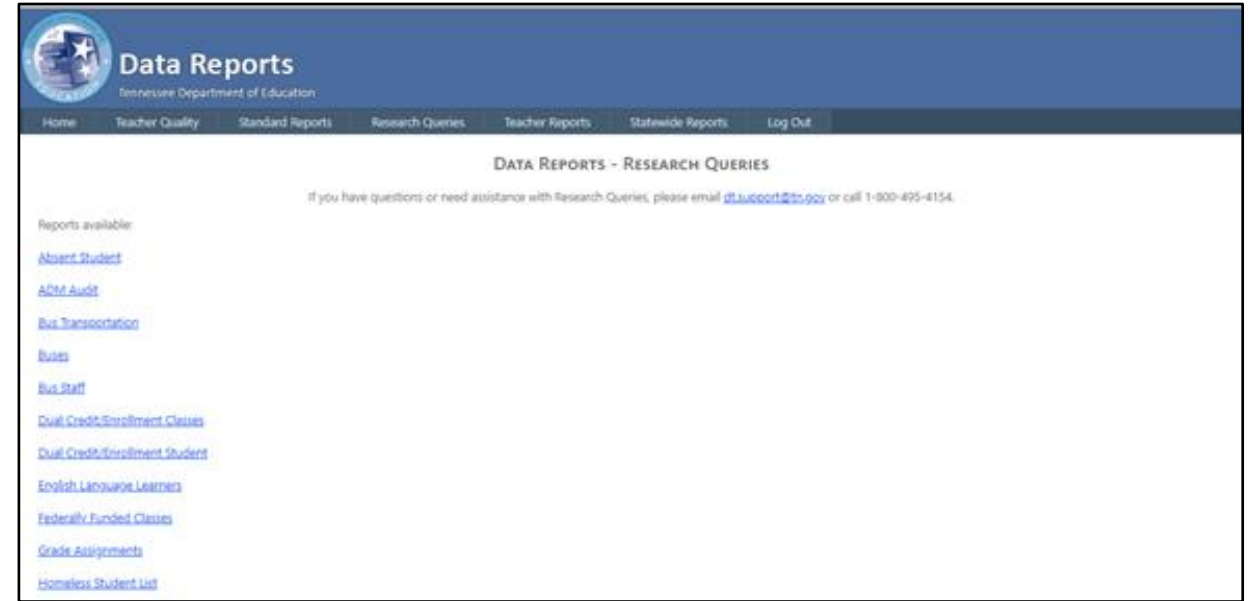 Data Reports
Tennessee Department of Education
Home Teacher Quality Standard Reports Research Queries Teacher Reports Statewide Reports Log Out
DATA REPORTS - RESEARCH QUERIES
If you have questions or need assistance with Research Queries, please email dt.support@tn.gov or call 1-800-495-4154.
Reports available:
Absent Student
ADM Audit
Bus Transportation
Buses
Bus Staff
Dual Credit/Enrollment Classes
Dual Credit/Enrollment Student
English Language Learners
Federally Funded Classes
Grade Assignments
Homeless Student List